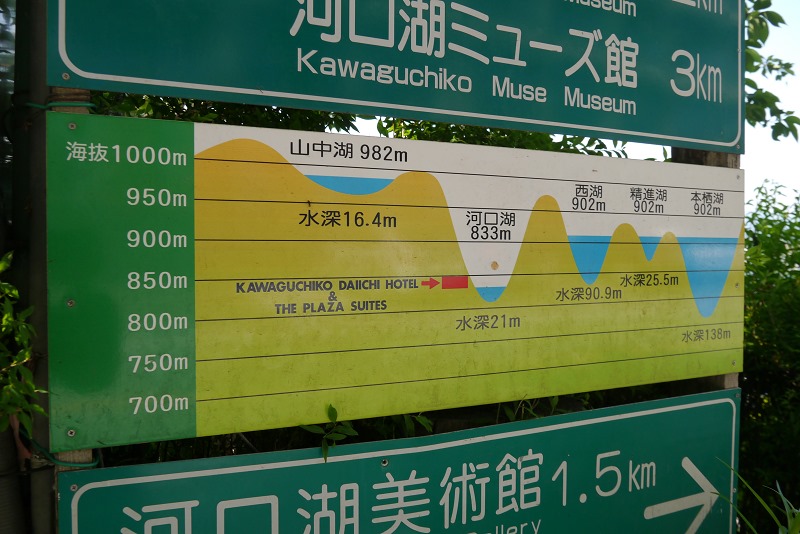 Museum
km
河口湖ミューズ館 3km
Kawaguchiko Muse Museum
海抜1000m
950m
900m
850m
800m
750m
700m
山中湖 982m
水深16.4m
河口湖
833m
西湖
902m
精進湖
902m
本栖湖
902m
KAWAGUCHIKO DAIICHI HOTEL
&
THE PLAZA SUITES
水深21m
水深90.9m
水深25.5m
水深138m
河口湖美術館 1.5km